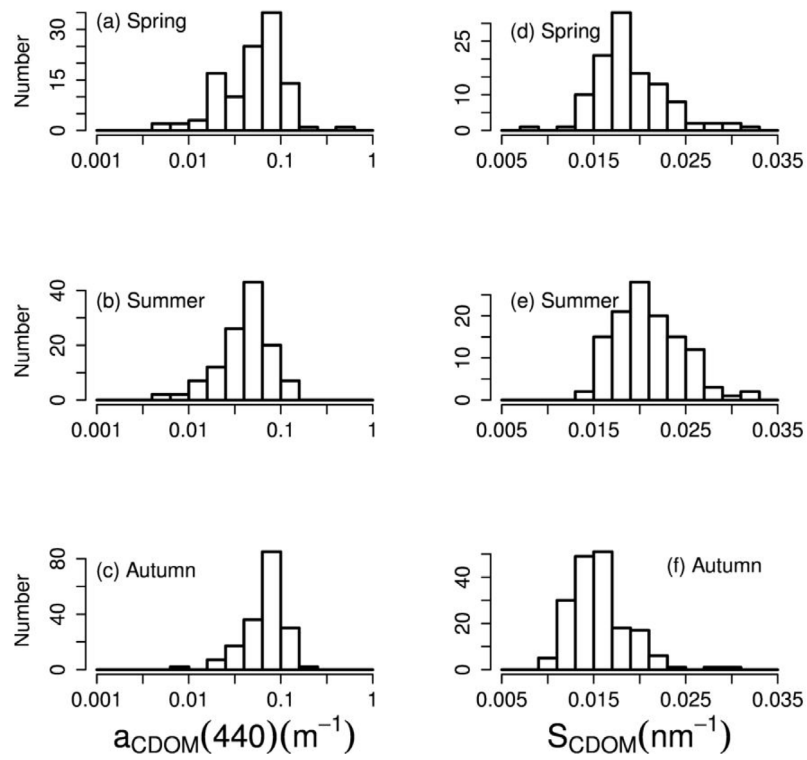 (a) Spring
Number
0 15 30
0.001 0.01 0.1 1
(d) Spring
0 10 30
0.005 0.015 0.025 0.035
(b) Summer
Number
0 20 40
0.001 0.01 0.1 1
(e) Summer
0 10 20
0.005 0.015 0.025 0.035
(c) Autumn
Number
0 40 80
0.001 0.01 0.1 1
(f) Autumn
0 20 40
0.005 0.015 0.025 0.035
aCDOM(440)(m⁻¹)
SCDOM(nm⁻¹)